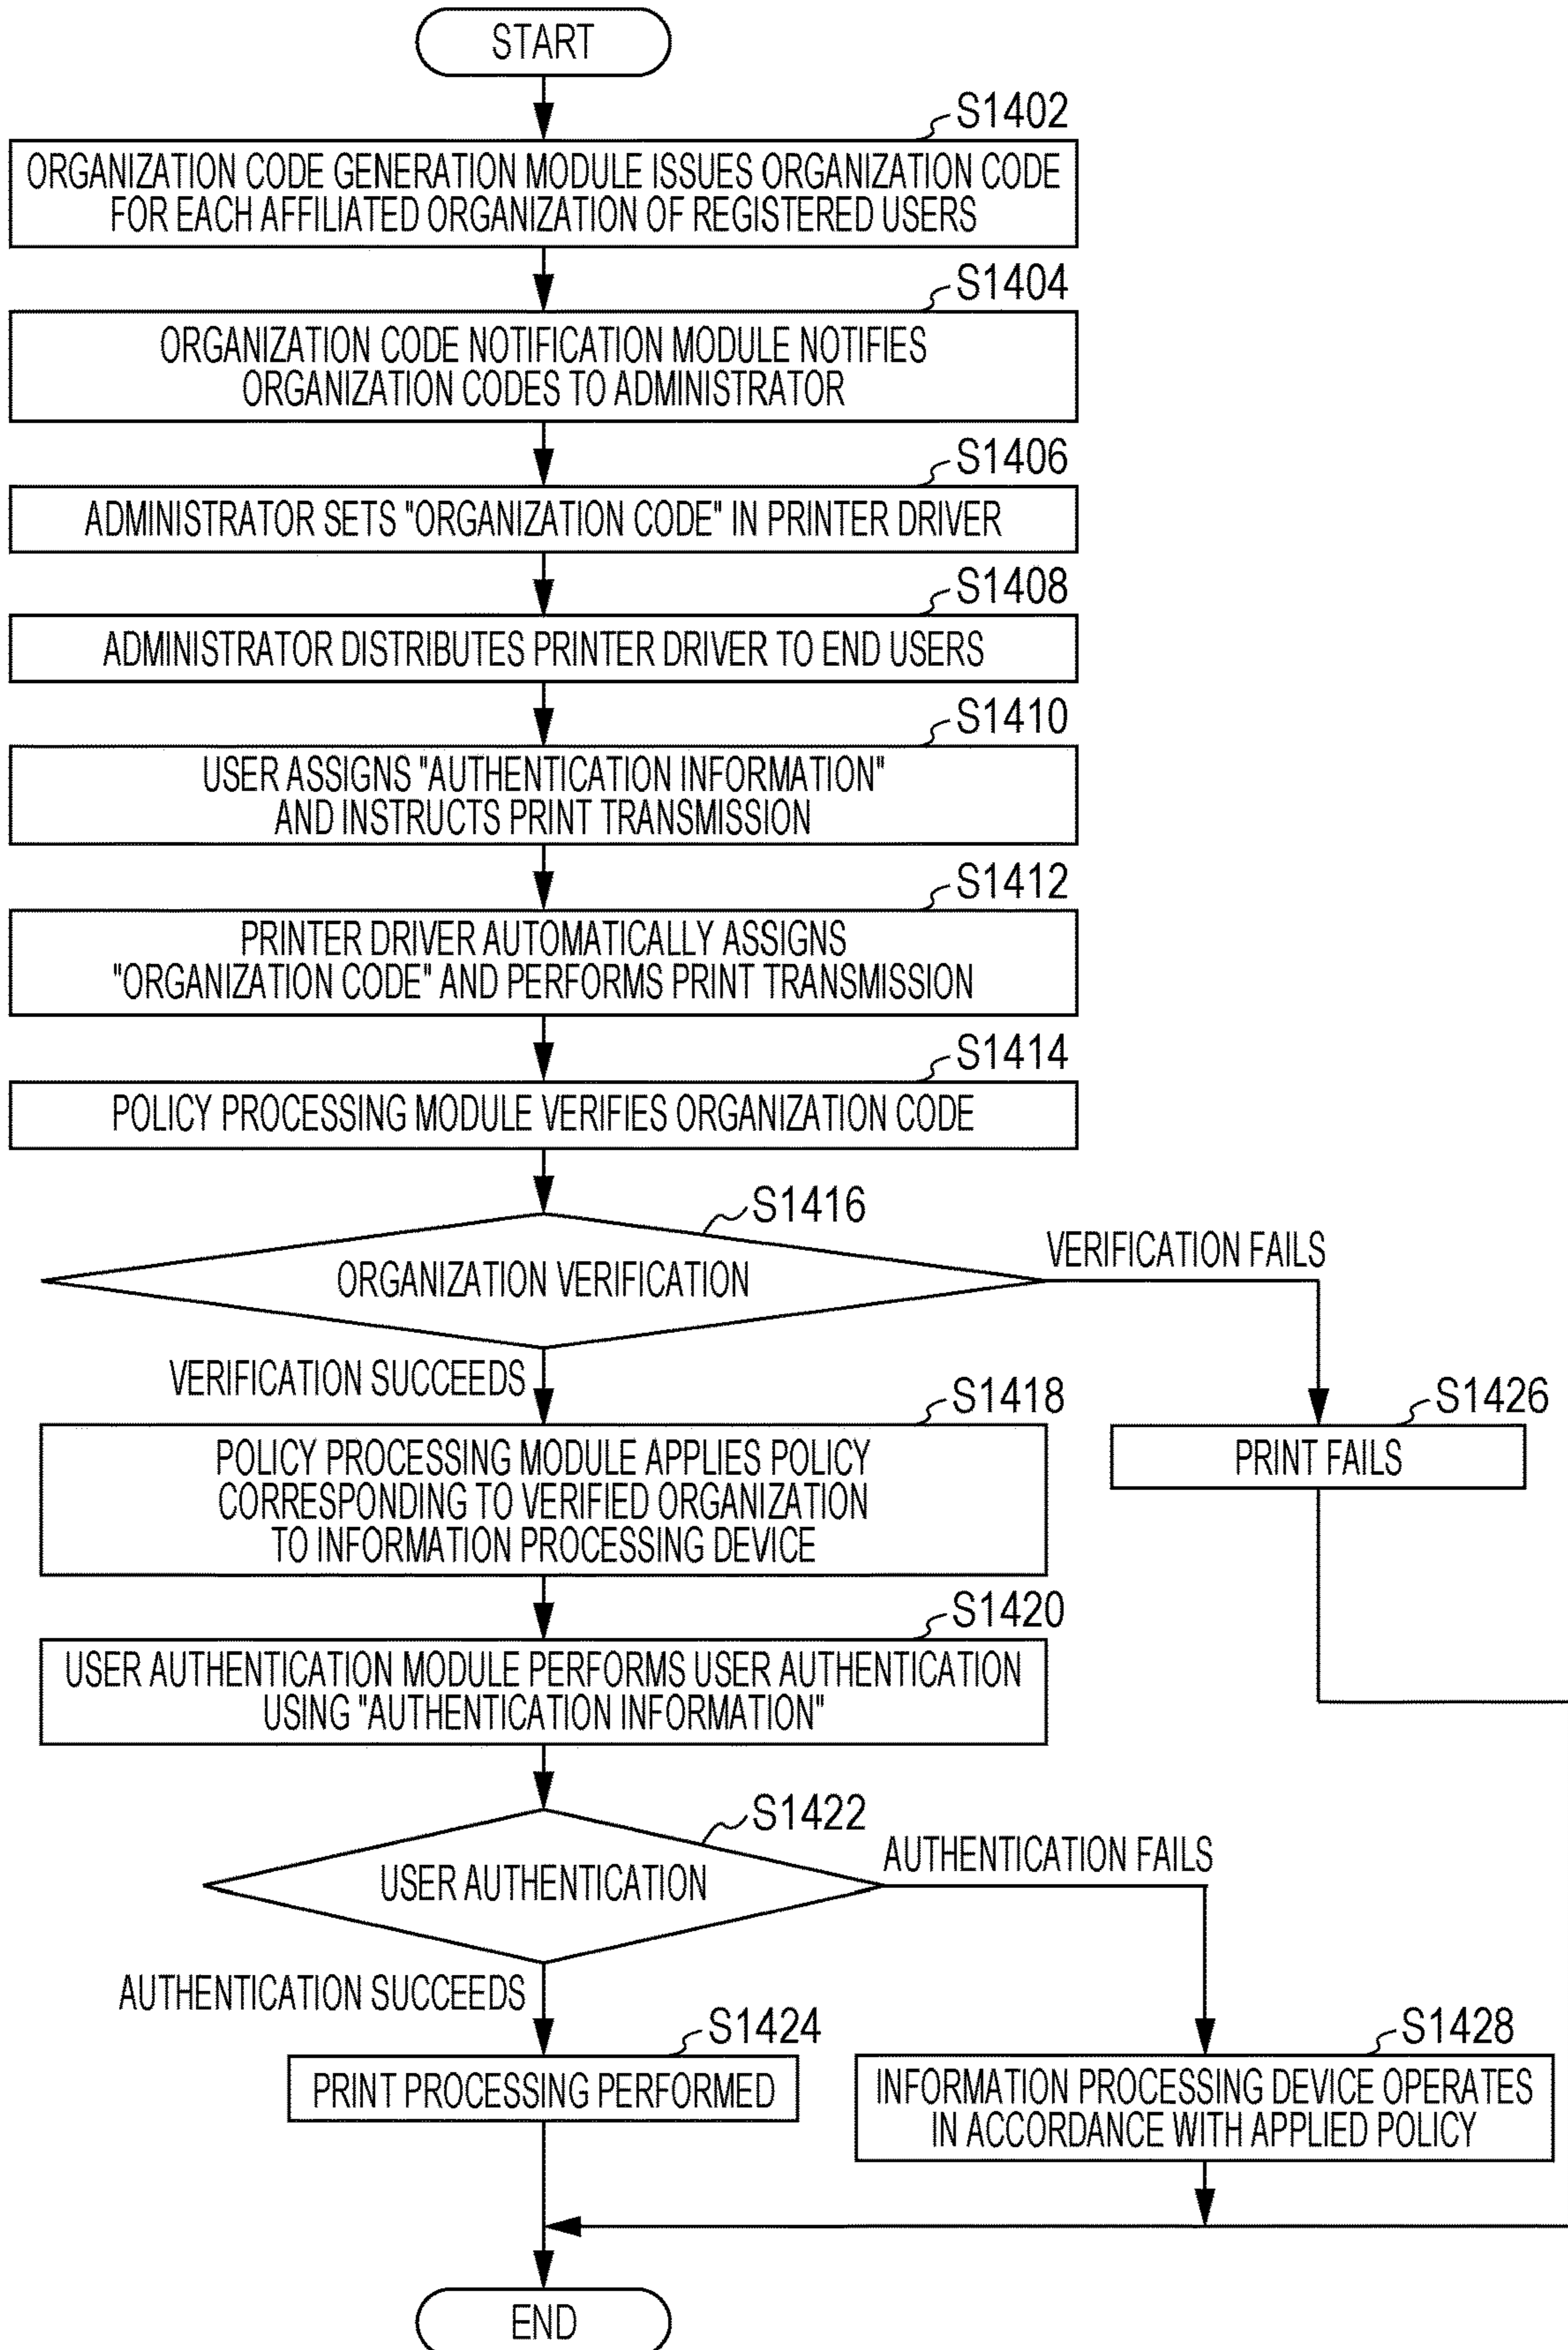 START
S1402
ORGANIZATION CODE GENERATION MODULE ISSUES ORGANIZATION CODE
FOR EACH AFFILIATED ORGANIZATION OF REGISTERED USERS
S1404
ORGANIZATION CODE NOTIFICATION MODULE NOTIFIES
ORGANIZATION CODES TO ADMINISTRATOR
S1406
ADMINISTRATOR SETS "ORGANIZATION CODE" IN PRINTER DRIVER
S1408
ADMINISTRATOR DISTRIBUTES PRINTER DRIVER TO END USERS
S1410
USER ASSIGNS "AUTHENTICATION INFORMATION"
AND INSTRUCTS PRINT TRANSMISSION
S1412
PRINTER DRIVER AUTOMATICALLY ASSIGNS
"ORGANIZATION CODE" AND PERFORMS PRINT TRANSMISSION
S1414
POLICY PROCESSING MODULE VERIFIES ORGANIZATION CODE
S1416
ORGANIZATION VERIFICATION
VERIFICATION FAILS
VERIFICATION SUCCEEDS
S1418
POLICY PROCESSING MODULE APPLIES POLICY
CORRESPONDING TO VERIFIED ORGANIZATION
TO INFORMATION PROCESSING DEVICE
S1426
PRINT FAILS
S1420
USER AUTHENTICATION MODULE PERFORMS USER AUTHENTICATION
USING "AUTHENTICATION INFORMATION"
S1422
USER AUTHENTICATION
AUTHENTICATION FAILS
AUTHENTICATION SUCCEEDS
S1424
PRINT PROCESSING PERFORMED
S1428
INFORMATION PROCESSING DEVICE OPERATES
IN ACCORDANCE WITH APPLIED POLICY
END